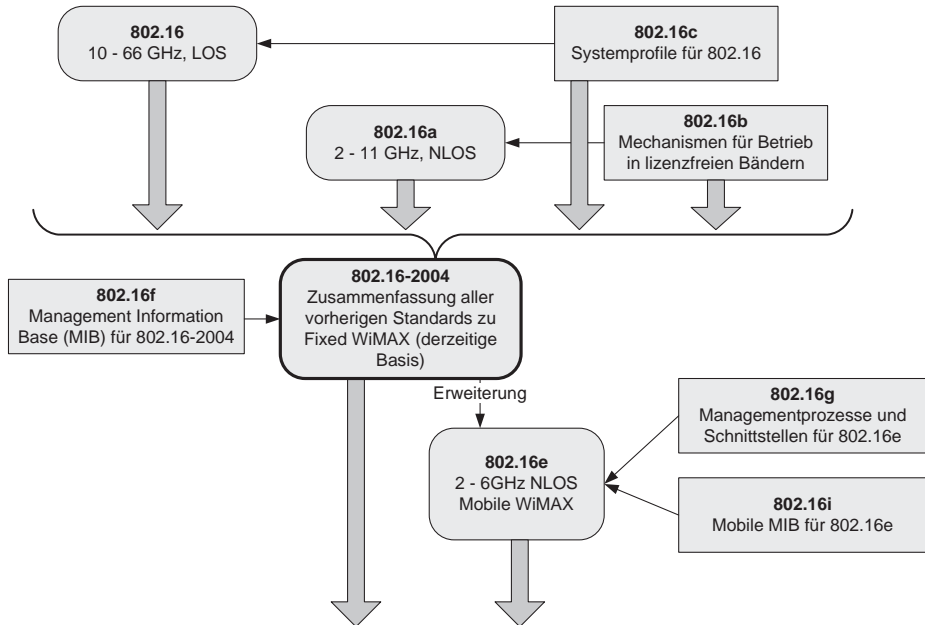 802.16
10 - 66 GHz, LOS
802.16c
Systemprofile für 802.16
802.16a
2 - 11 GHz, NLOS
802.16b
Mechanismen für Betrieb
in lizenzfreien Bändern
802.16f
Management Information
Base (MIB) für 802.16-2004
802.16-2004
Zusammenfassung aller
vorherigen Standards zu
Fixed WiMAX (derzeitige
Basis)
Erweiterung
802.16g
Managementprozesse und
Schnittstellen für 802.16e
802.16e
2 - 6GHz NLOS
Mobile WiMAX
802.16i
Mobile MIB für 802.16e